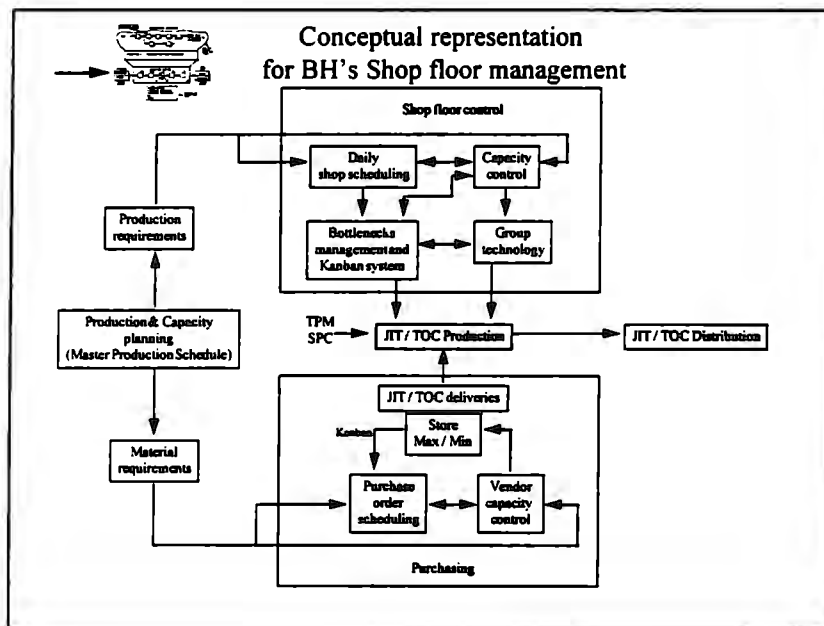 Conceptual representation
for BH's Shop floor management
Shop floor control
Daily
shop scheduling
Capacity
control
Production
requirements
Bottlenecks
management and
Kanban system
Group
technology
Production & Capacity
planning
(Master Production Schedule)
TPM
SPC
JIT / TOC Production
JIT / TOC Distribution
JIT / TOC deliveries
Store
Max / Min
Kanban
Material
requirements
Purchase
order
scheduling
Vendor
capacity
control
Purchasing